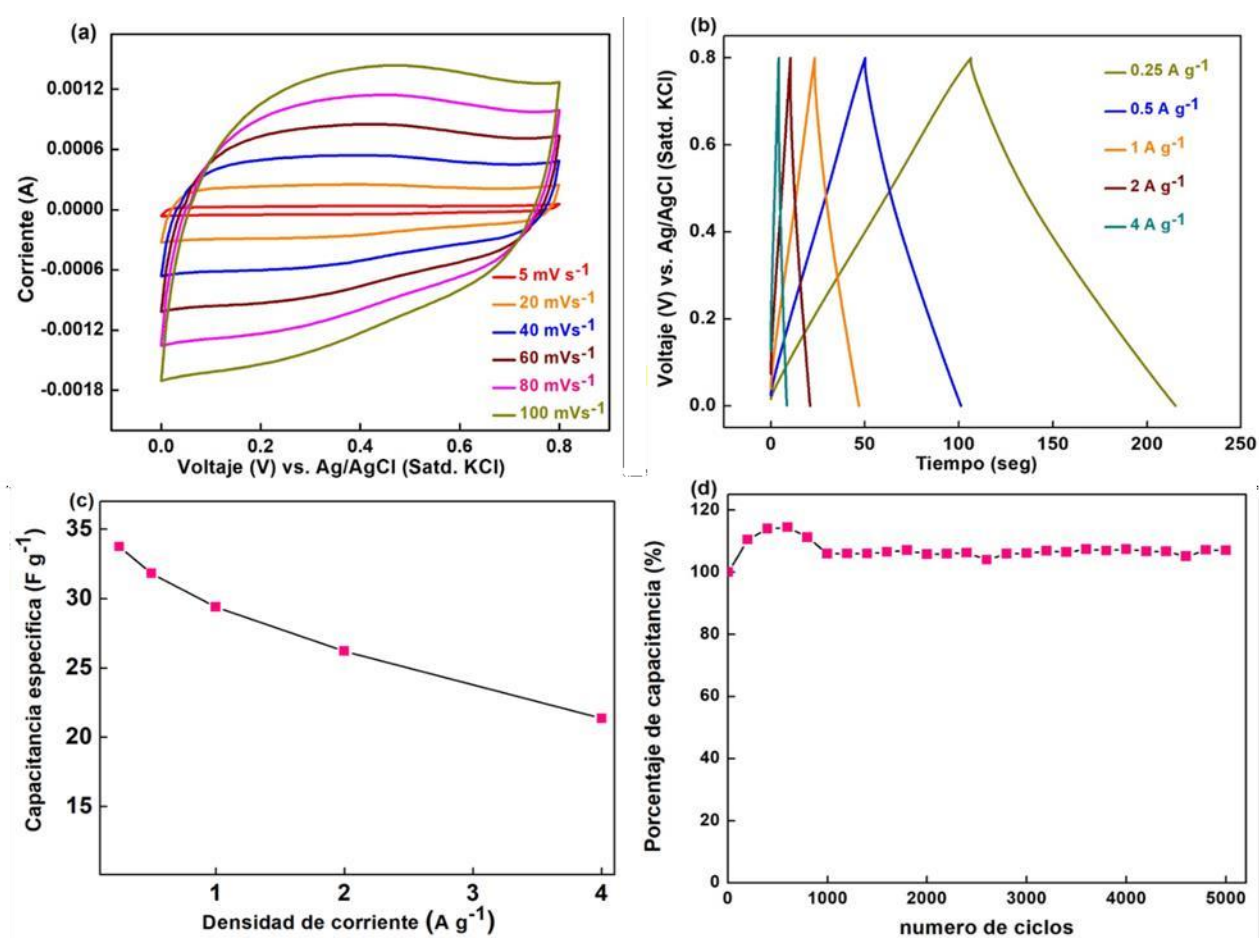 (a)
0.0012
0.0006
0.0000
-0.0006
-0.0012
-0.0018
Corriente (A)
5 mV s-1
20 mVs-1
40 mVs-1
60 mVs-1
80 mVs-1
100 mVs-1
0.0 0.2 0.4 0.6 0.8
Voltaje (V) vs. Ag/AgCl (Satd. KCl)
(b)
0.8
0.6
0.4
0.2
0.0
Voltaje (V) vs. Ag/AgCl (Satd. KCl)
0.25 A g-1
0.5 A g-1
1 A g-1
2 A g-1
4 A g-1
0 50 100 150 200 250
Tiempo (seg)
(c)
35
30
25
20
15
Capacitancia especifica (F g-1)
1 2 3 4
Densidad de corriente (A g-1)
(d)
120
100
80
60
40
20
0
Porcentaje de capacitancia (%)
0 1000 2000 3000 4000 5000
numero de ciclos